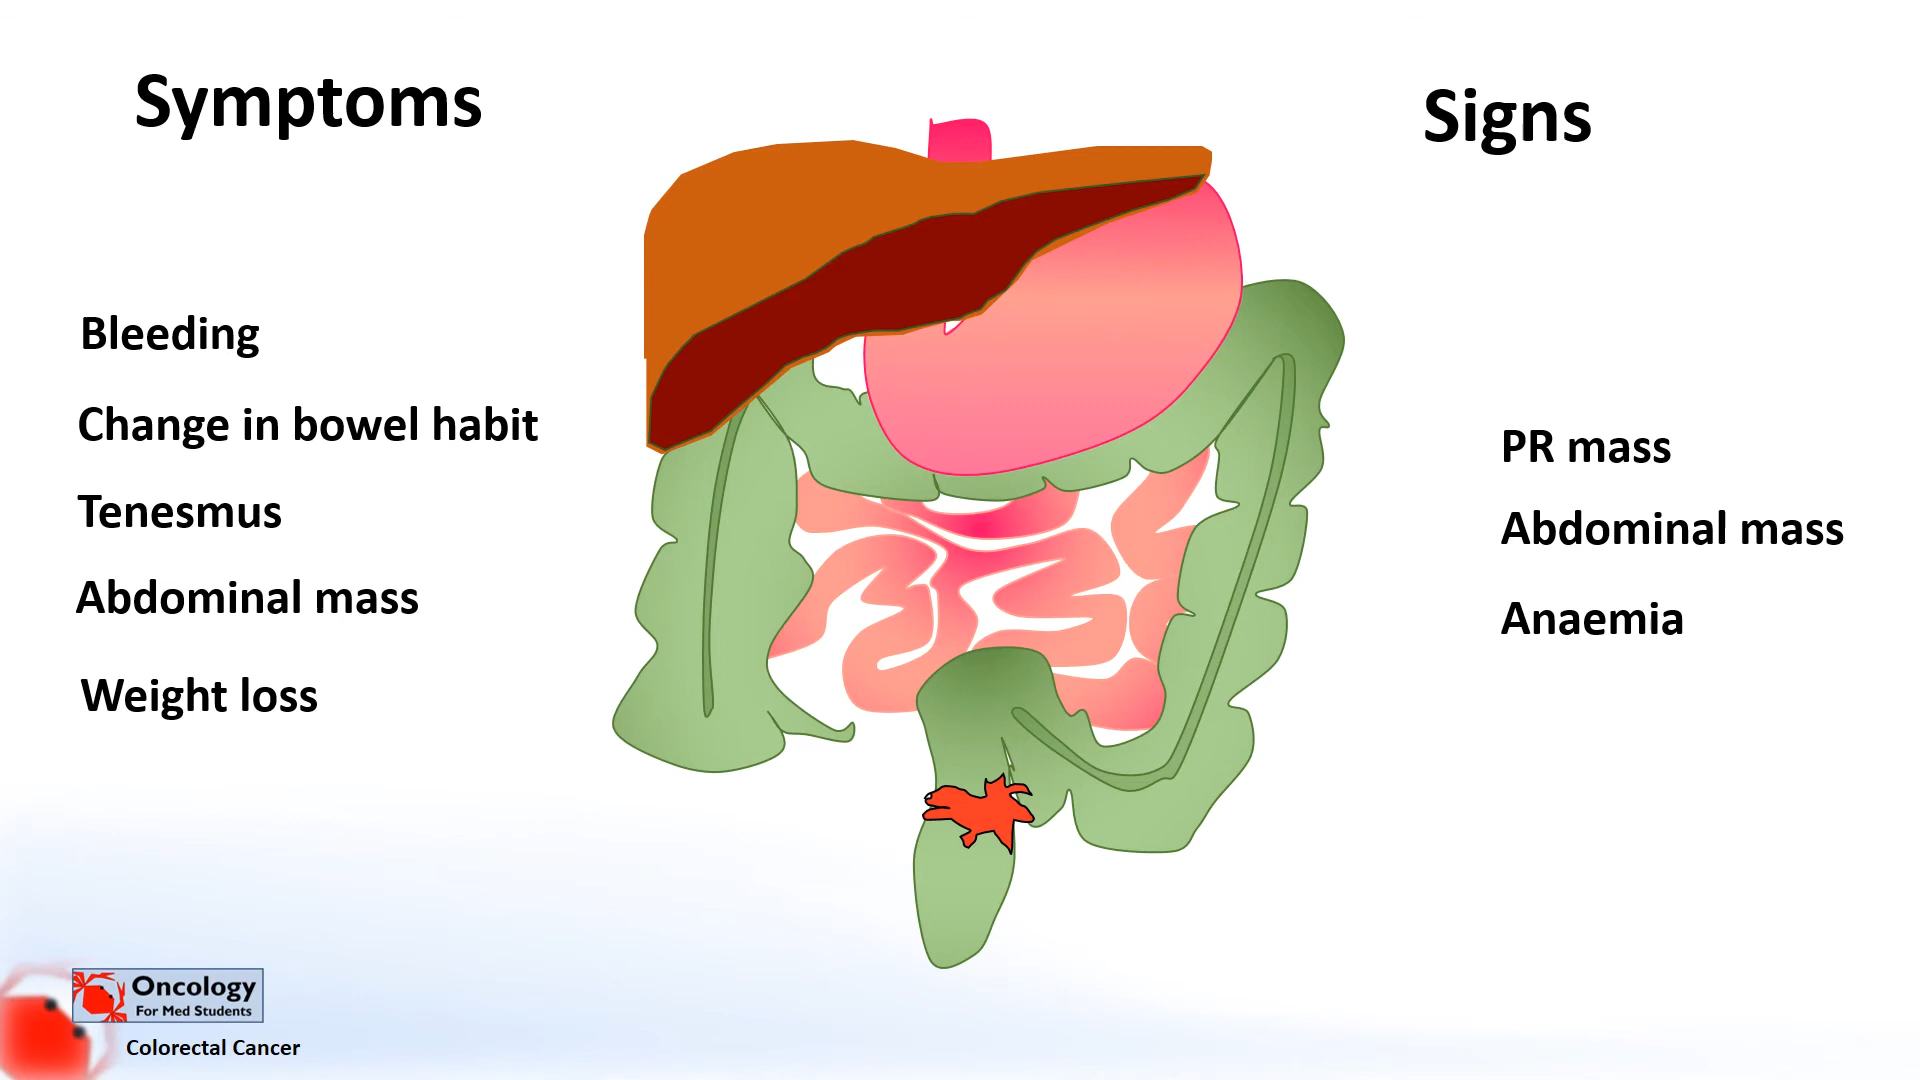 Symptoms
Bleeding
Change in bowel habit
Tenesmus
Abdominal mass
Weight loss
Signs
PR mass
Abdominal mass
Anaemia
Oncology
For Med Students
Colorectal Cancer